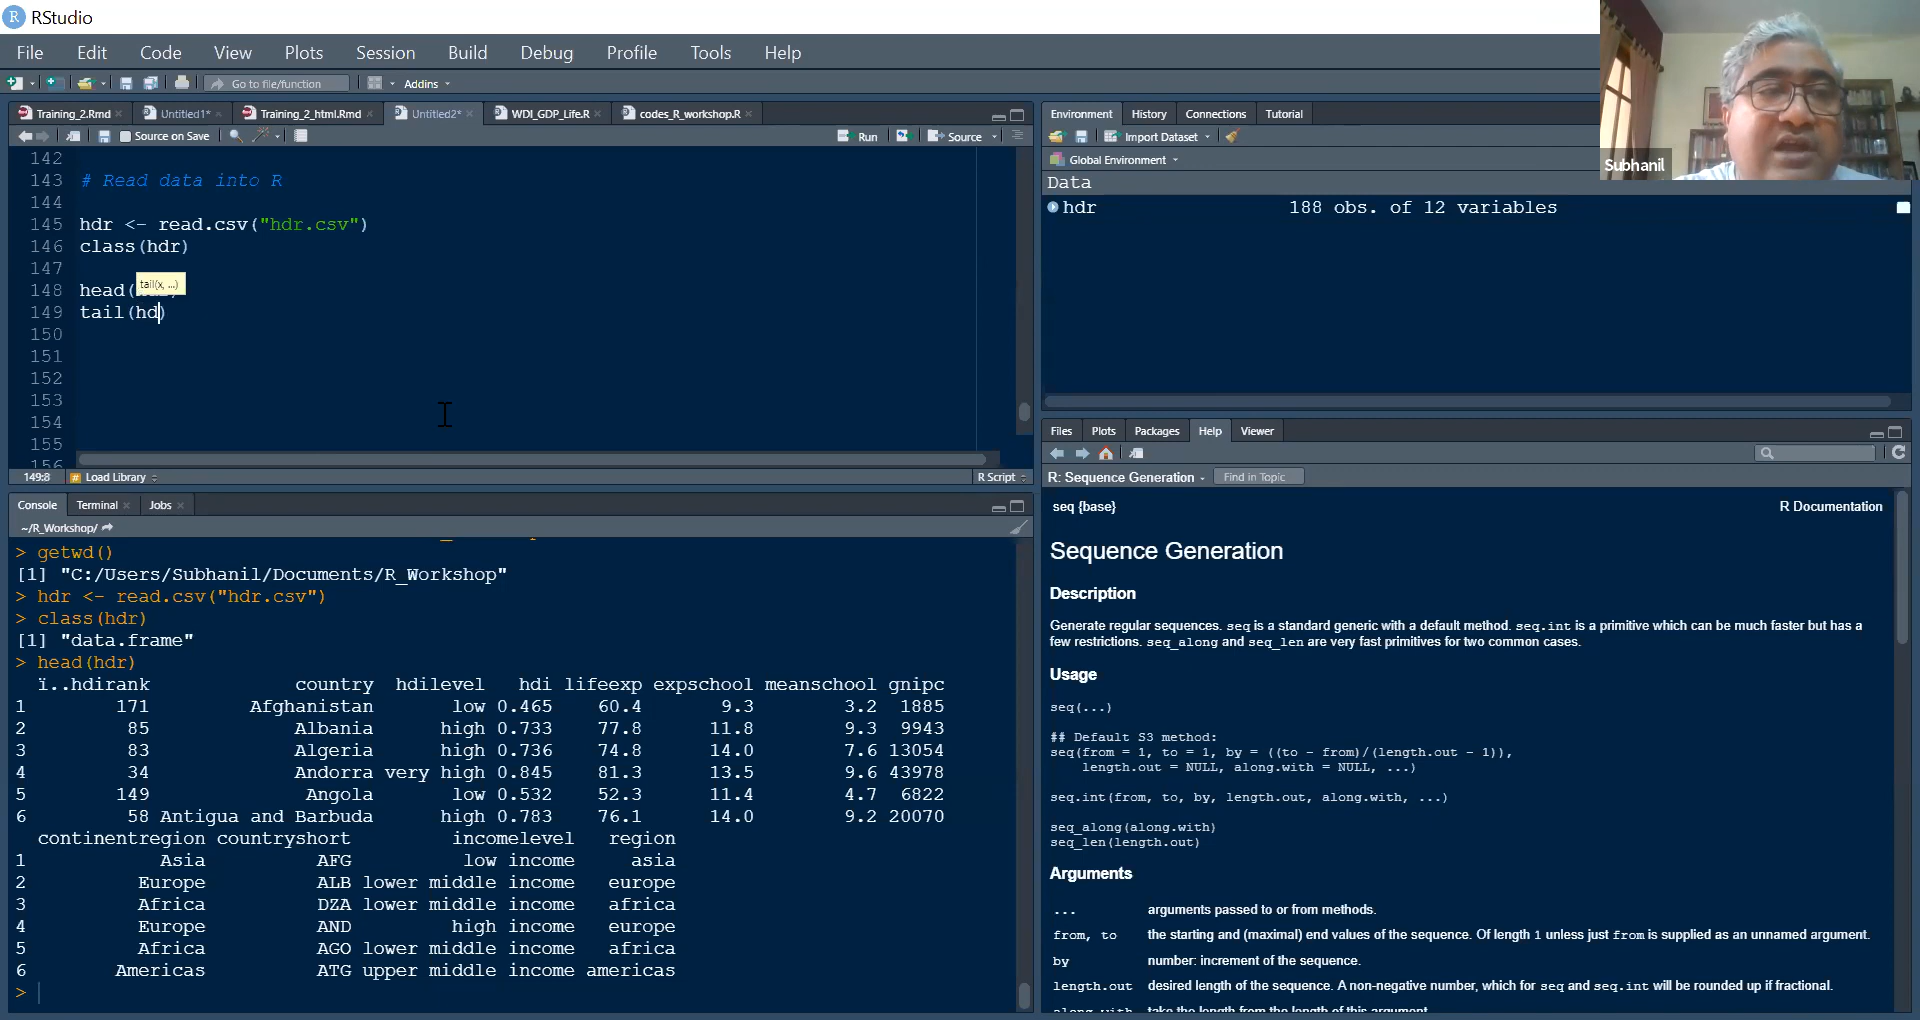 RStudio
File Edit Code View Plots Session Build Debug Profile Tools Help
Go to file/function Addins
Training_2.Rmd Untitled1* Training_2_html.Rmd Untitled2* WDI_GDP_Life.R codes_R_workshop.R
Source on Save Run Source
142
143 # Read data into R
144
145 hdr <- read.csv("hdr.csv")
146 class(hdr)
147
tail(x, ...)
148 head(
149 tail(hd)
150
151
152
153
154
155
156
149:8 Load Library R Script
Console Terminal Jobs
~/R_Workshop/
> getwd()
[1] "C:/Users/Subhanil/Documents/R_Workshop"
> hdr <- read.csv("hdr.csv")
> class(hdr)
[1] "data.frame"
> head(hdr)
ï..hdirank country hdilevel hdi lifeexp expschool meanschool gnipc
1 171 Afghanistan low 0.465 60.4 9.3 3.2 1885
2 85 Albania high 0.733 77.8 11.8 9.3 9943
3 83 Algeria high 0.736 74.8 14.0 7.6 13054
4 34 Andorra very high 0.845 81.3 13.5 9.6 43978
5 149 Angola low 0.532 52.3 11.4 4.7 6822
6 58 Antigua and Barbuda high 0.783 76.1 14.0 9.2 20070
continentregion countryshort incomelevel region
1 Asia AFG low income asia
2 Europe ALB lower middle income europe
3 Africa DZA lower middle income africa
4 Europe AND high income europe
5 Africa AGO lower middle income africa
6 Americas ATG upper middle income americas
>
Environment History Connections Tutorial
Import Dataset
Global Environment
Data
hdr 188 obs. of 12 variables
Subhanil
Files Plots Packages Help Viewer
R: Sequence Generation Find in Topic
seq {base} R Documentation
Sequence Generation
Description
Generate regular sequences. seq is a standard generic with a default method. seq.int is a primitive which can be much faster but has a
few restrictions. seq_along and seq_len are very fast primitives for two common cases.
Usage
seq(...)
## Default S3 method:
seq(from = 1, to = 1, by = ((to - from)/(length.out - 1)),
length.out = NULL, along.with = NULL, ...)
seq.int(from, to, by, length.out, along.with, ...)
seq_along(along.with)
seq_len(length.out)
Arguments
... arguments passed to or from methods.
from, to the starting and (maximal) end values of the sequence. Of length 1 unless just from is supplied as an unnamed argument.
by number: increment of the sequence.
length.out desired length of the sequence. A non-negative number, which for seq and seq.int will be rounded up if fractional.
along.with take the length from the length of this argument.